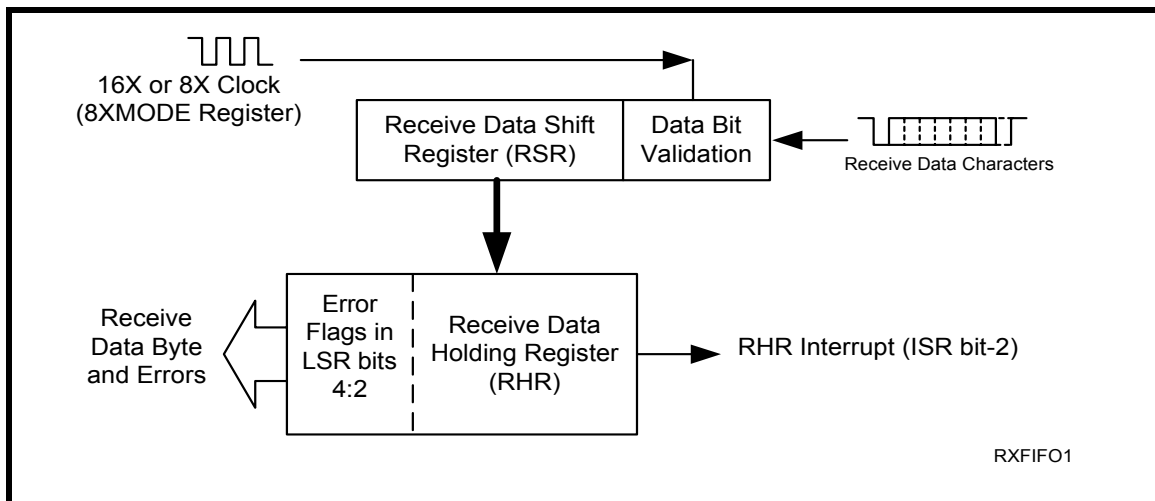 16X or 8X Clock
(8XMODE Register)
Receive Data Shift
Register (RSR)
Data Bit
Validation
Receive Data Characters
Receive
Data Byte
and Errors
Error
Flags in
LSR bits
4:2
Receive Data
Holding Register
(RHR)
RHR Interrupt (ISR bit-2)
RXFIFO1